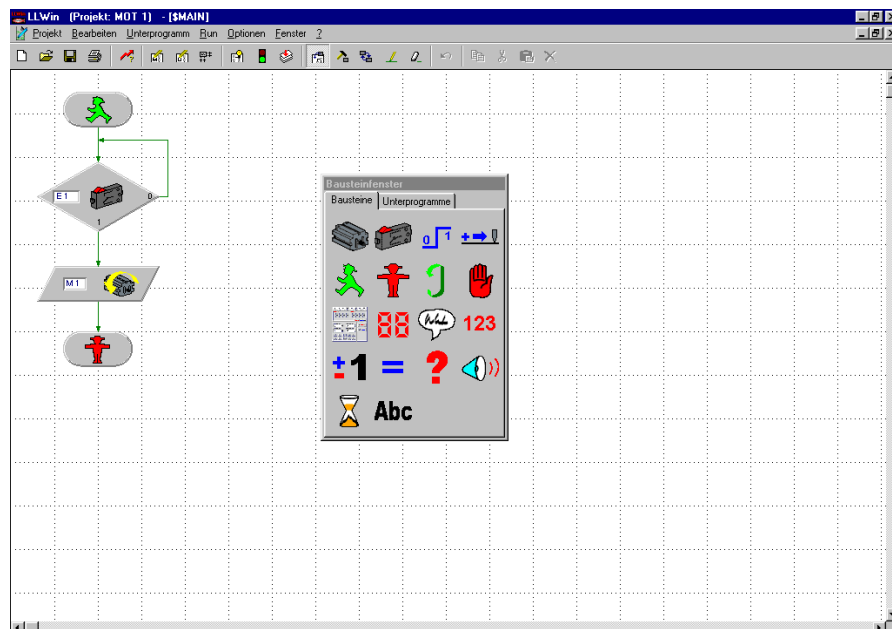 LLWin (Projekt: MOT 1) - [$MAIN]
Projekt Bearbeiten Unterprogramm Run Optionen Fenster ?
E 1
0
1
M 1
Bausteinfenster
Bausteine Unterprogramme
0 1
123
±1 = ?
Abc